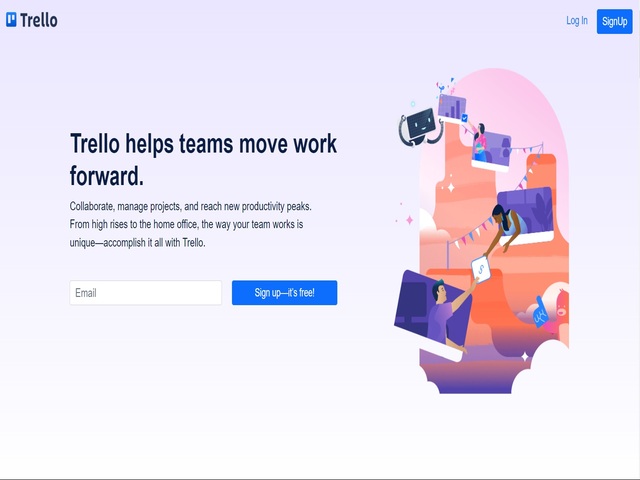 Trello
Log In
SignUp
Trello helps teams move work
forward.
Collaborate, manage projects, and reach new productivity peaks.
From high rises to the home office, the way your team works is
unique—accomplish it all with Trello.
Email
Sign up—it's free!
$